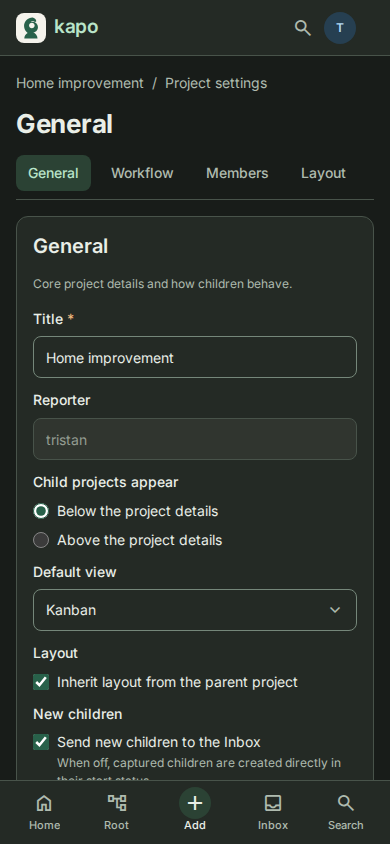 kapo
T
Home improvement / Project settings
General
General Workflow Members Layout
General
Core project details and how children behave.
Title *
Home improvement
Reporter
tristan
Child projects appear
Below the project details
Above the project details
Default view
Kanban
Layout
Inherit layout from the parent project
New children
Send new children to the Inbox
When off, captured children are created directly in
their start status.
Home Root Add Inbox Search